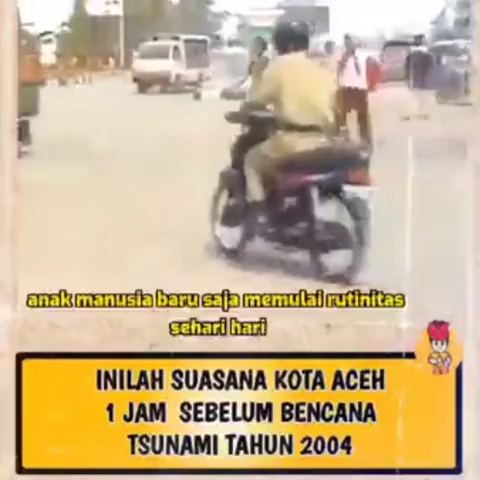 anak manusia baru saja memulai rutinitas
sehari hari
INILAH SUASANA KOTA ACEH
1 JAM SEBELUM BENCANA
TSUNAMI TAHUN 2004